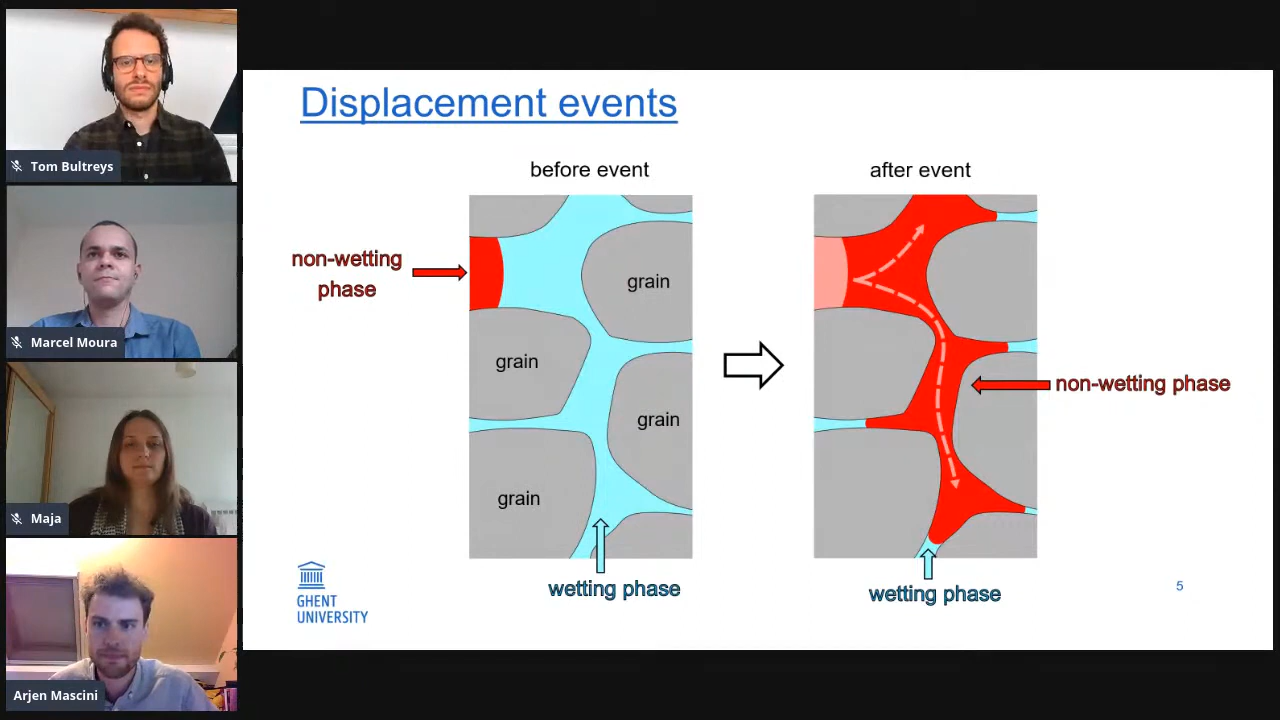 Tom Bultreys
Marcel Moura
Maja
Arjen Mascini
Displacement events
before event
after event
non-wetting
phase
grain
grain
grain
grain
wetting phase
non-wetting phase
wetting phase
GHENT
UNIVERSITY
5